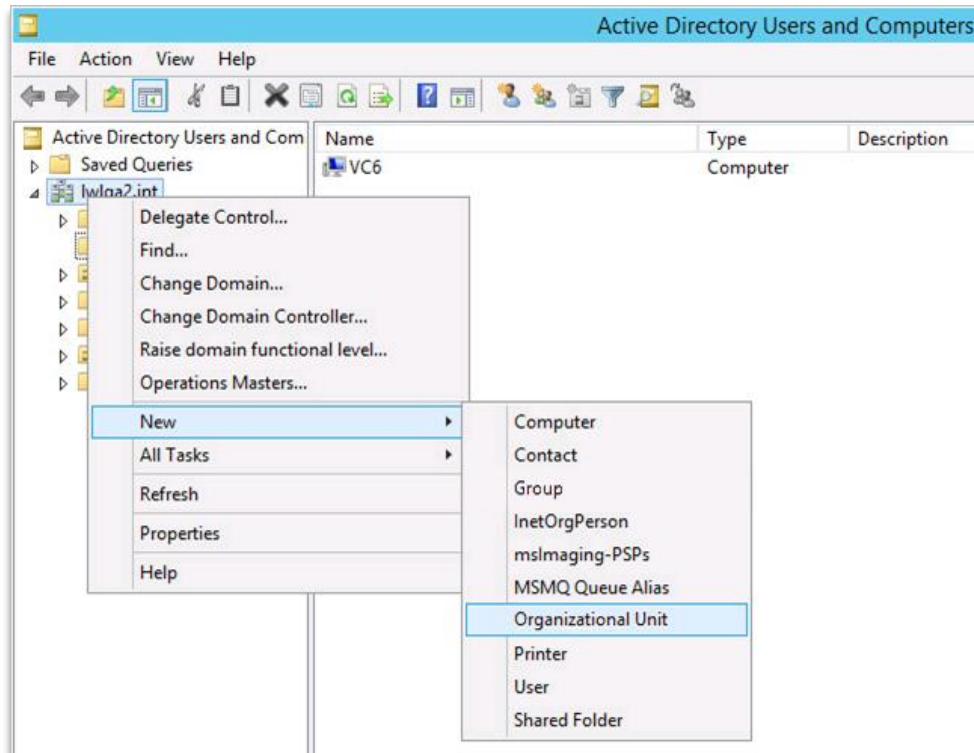 Active Directory Users and Computers
File Action View Help
Active Directory Users and Com
Name Type Description
Saved Queries
VC6 Computer
lwlqa2.int
Delegate Control...
Find...
Change Domain...
Change Domain Controller...
Raise domain functional level...
Operations Masters...
New
All Tasks
Refresh
Properties
Help
Computer
Contact
Group
InetOrgPerson
msImaging-PSPs
MSMQ Queue Alias
Organizational Unit
Printer
User
Shared Folder